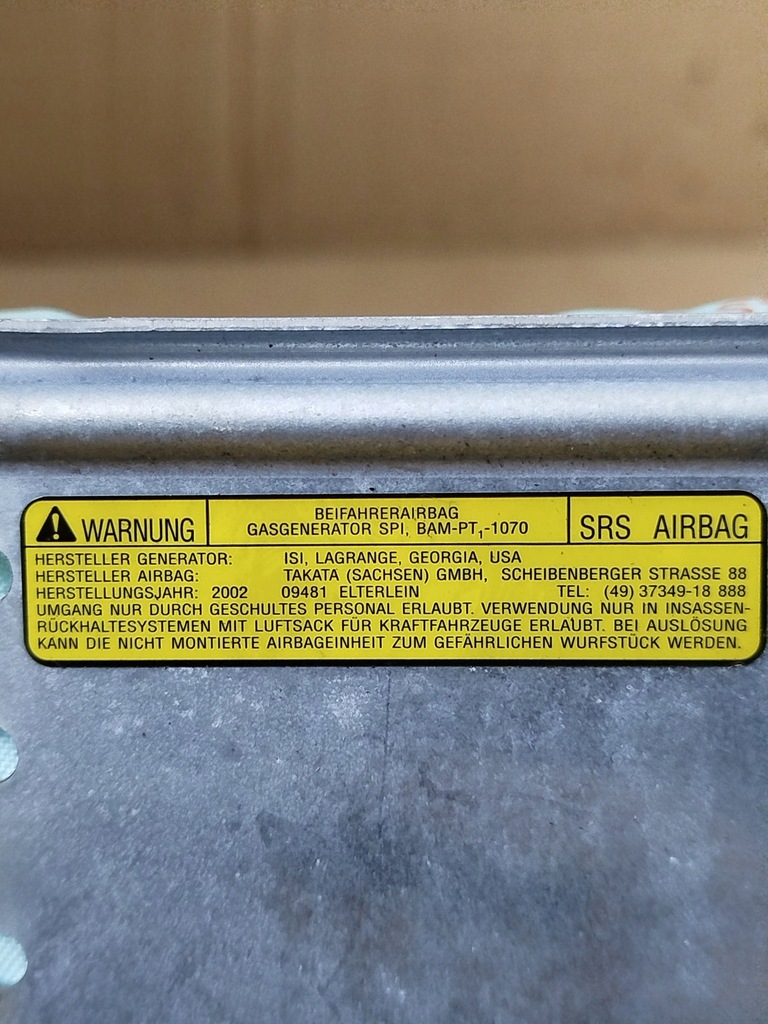 WARNUNG
BEIFAHRERAIRBAG
GASGENERATOR SPI, BAM-PT₁-1070
SRS AIRBAG
HERSTELLER GENERATOR: ISI, LAGRANGE, GEORGIA, USA
HERSTELLER AIRBAG: TAKATA (SACHSEN) GMBH, SCHEIBENBERGER STRASSE 88
HERSTELLUNGSJAHR: 2002 09481 ELTERLEIN TEL: (49) 37349-18 888
UMGANG NUR DURCH GESCHULTES PERSONAL ERLAUBT. VERWENDUNG NUR IN INSASSEN-
RÜCKHALTESYSTEMEN MIT LUFTSACK FÜR KRAFTFAHRZEUGE ERLAUBT. BEI AUSLÖSUNG
KANN DIE NICHT MONTIERTE AIRBAGEINHEIT ZUM GEFÄHRLICHEN WURFSTÜCK WERDEN.